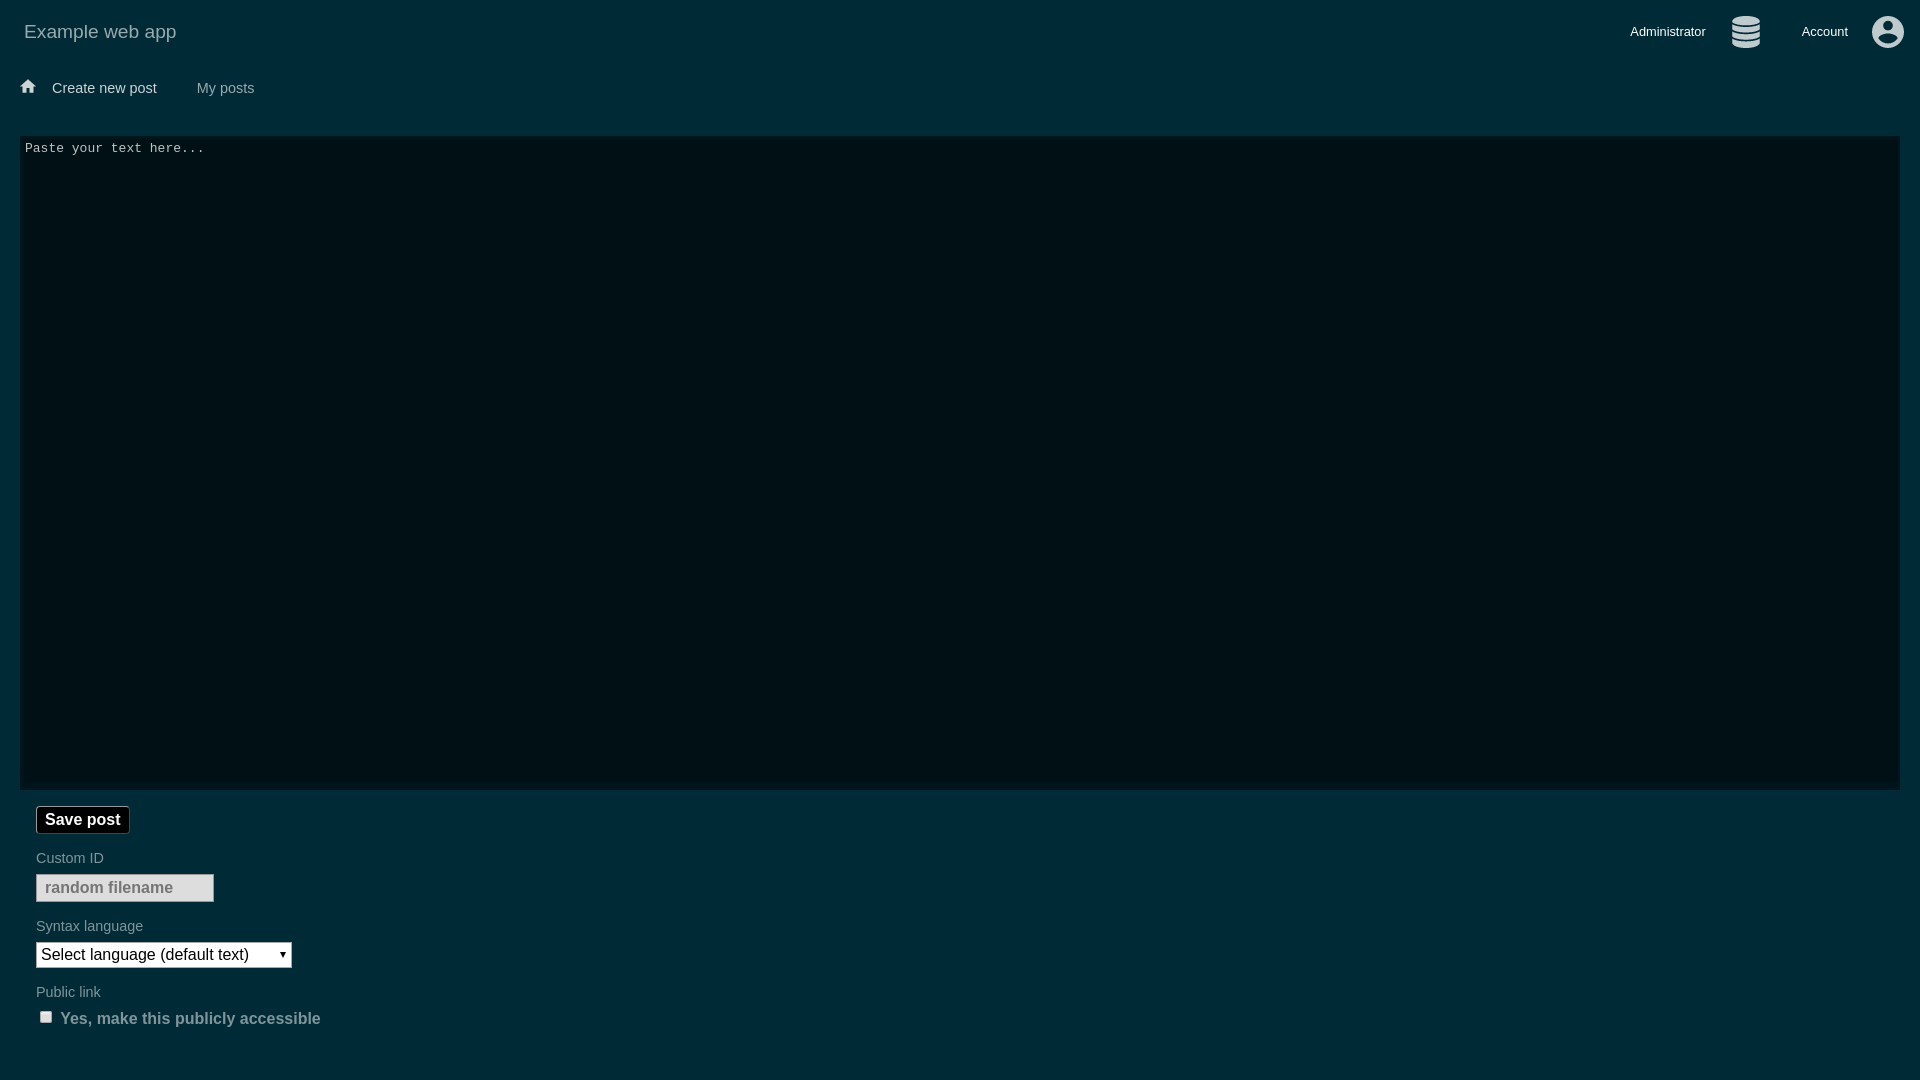 Example web app
Administrator
Account
Create new post
My posts
Paste your text here...
Save post
Custom ID
random filename
Syntax language
Select language (default text)
Public link
Yes, make this publicly accessible